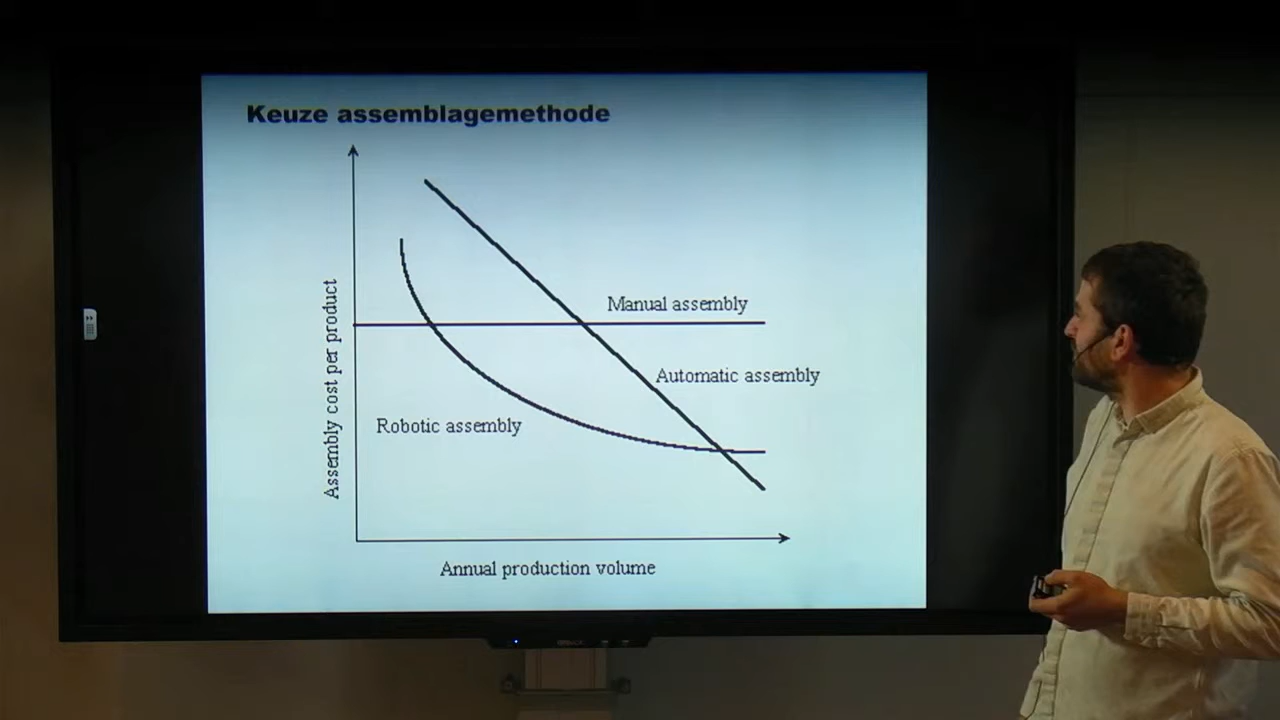 Keuze assemblagemethode
Manual assembly
Automatic assembly
Robotic assembly
Assembly cost per product
Annual production volume